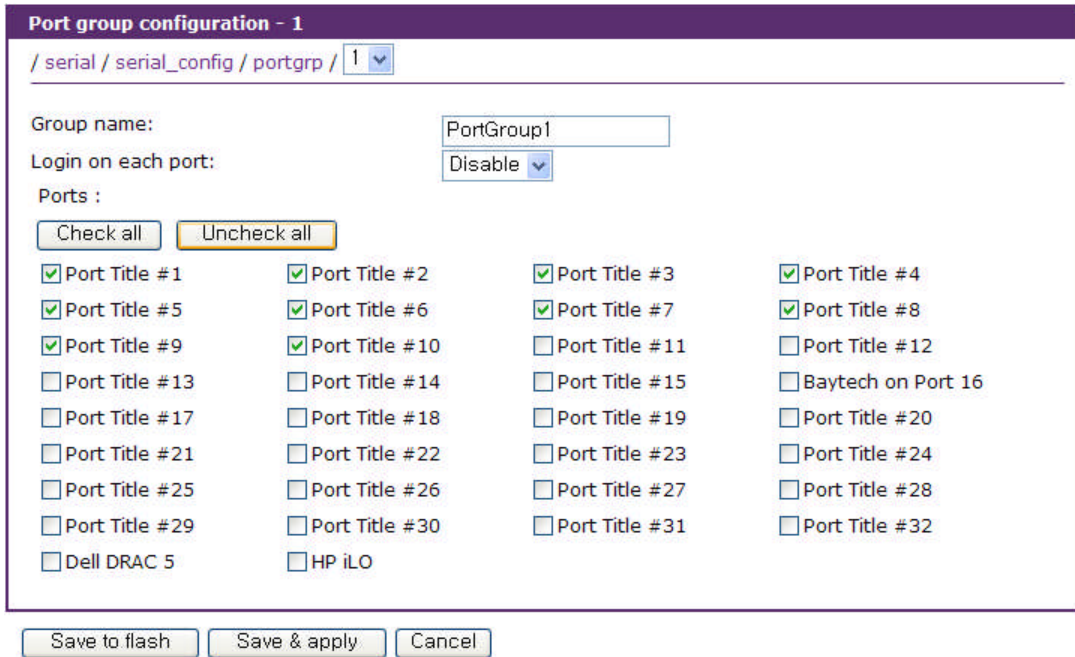 Port group configuration - 1
/ serial / serial_config / portgrp / 1
Group name: PortGroup1
Login on each port: Disable
Ports :
Check all Uncheck all
Port Title #1 Port Title #2 Port Title #3 Port Title #4
Port Title #5 Port Title #6 Port Title #7 Port Title #8
Port Title #9 Port Title #10 Port Title #11 Port Title #12
Port Title #13 Port Title #14 Port Title #15 Baytech on Port 16
Port Title #17 Port Title #18 Port Title #19 Port Title #20
Port Title #21 Port Title #22 Port Title #23 Port Title #24
Port Title #25 Port Title #26 Port Title #27 Port Title #28
Port Title #29 Port Title #30 Port Title #31 Port Title #32
Dell DRAC 5 HP iLO
Save to flash Save & apply Cancel